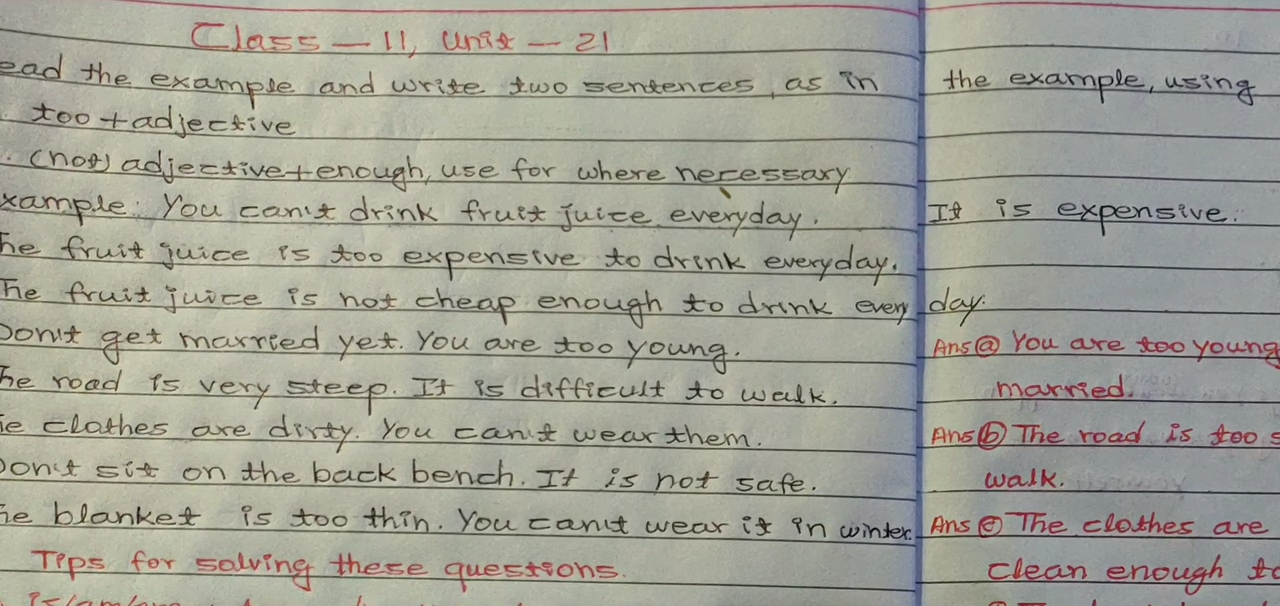 Class - 11, Unit - 21
ead the example and write two sentences, as in the example, using
too + adjective
. (not) adjective + enough, use for where necessary
xample: You can't drink fruit juice everyday. It is expensive.
he fruit juice is too expensive to drink everyday.
The fruit juice is not cheap enough to drink every day.
Don't get married yet. You are too young.
he road is very steep. It is difficult to walk.
e clothes are dirty. You can't wear them.
Don't sit on the back bench. It is not safe.
e blanket is too thin. You can't wear it in winter.
Tips for solving these questions.
Ans (a) You are too young
married.
Ans (b) The road is too s
walk.
Ans (c) The clothes are
clean enough to